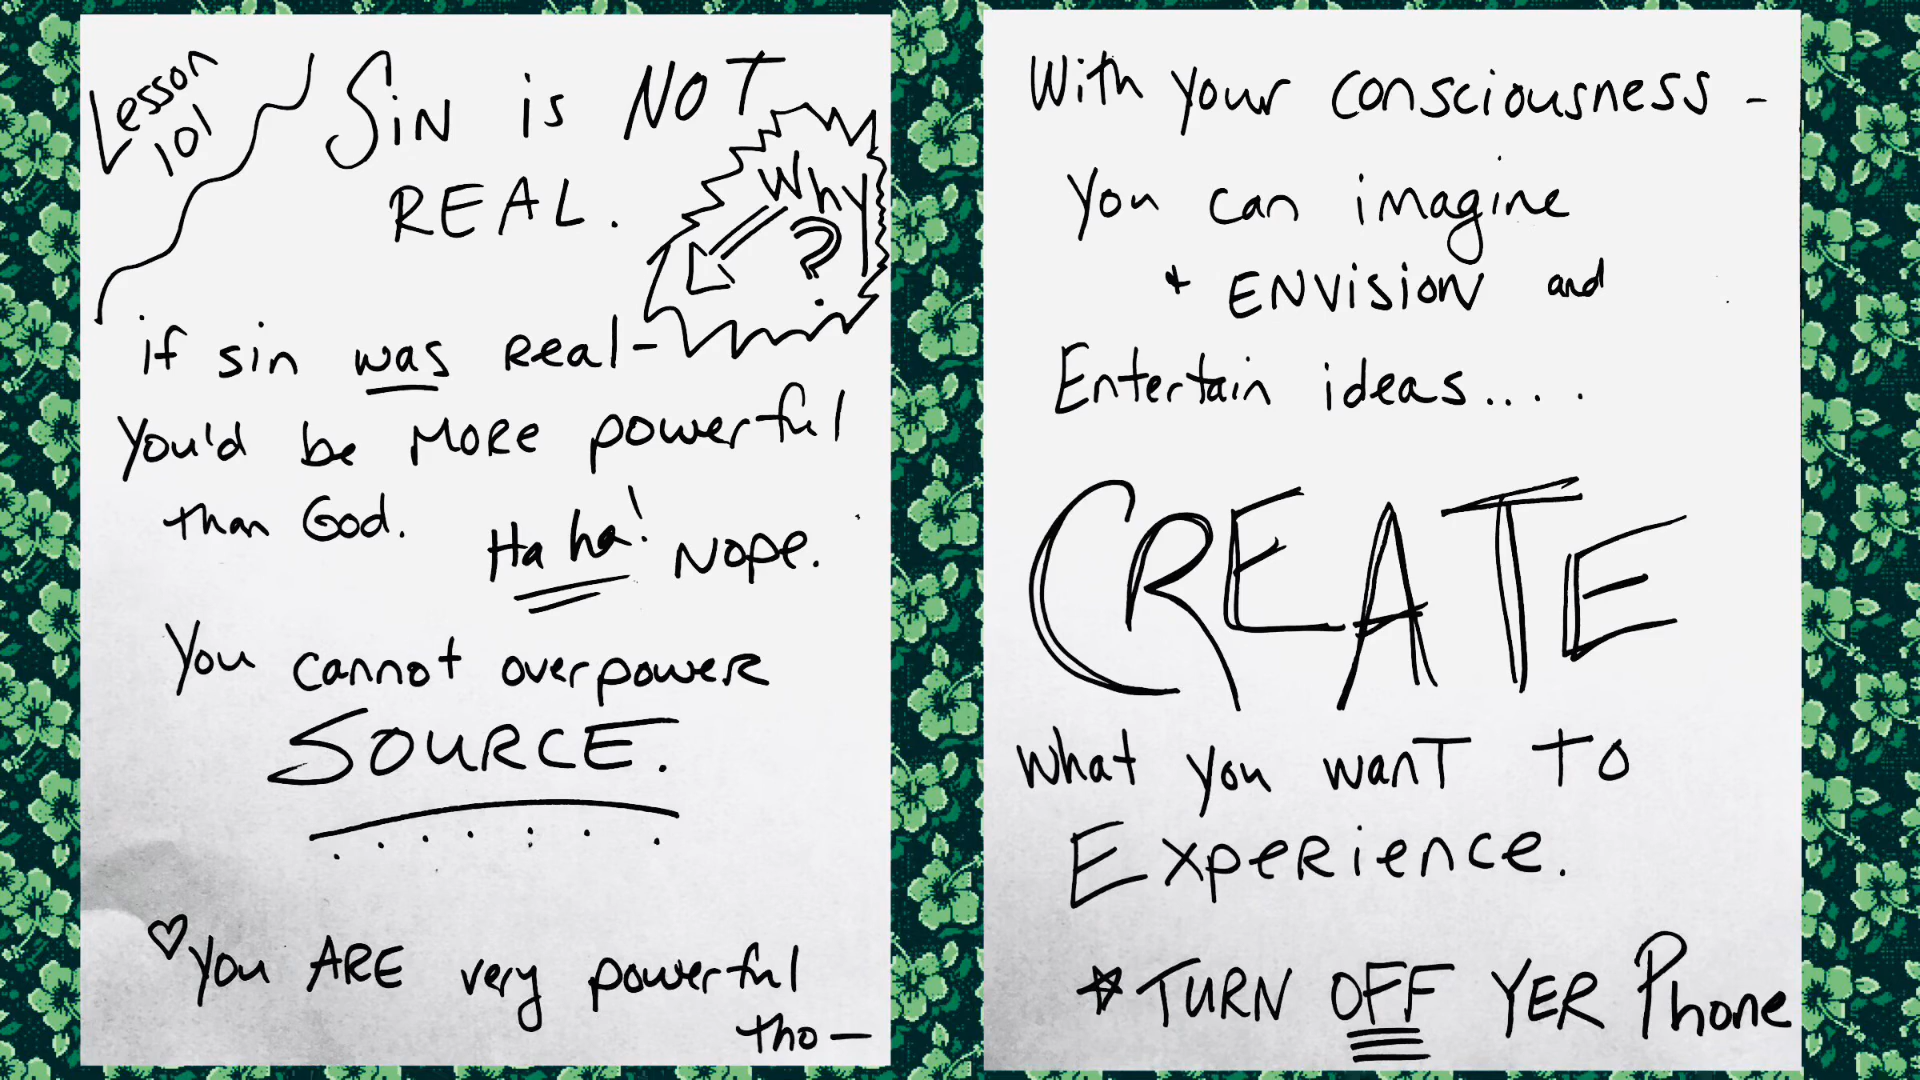 Lesson
101
SiN is NOT
REAL.
Why
?
if sin was Real-
You'd be MORE powerful
than God.
Ha ha! Nope.
You cannot overpoweR
SOURCE.
You ARE very powerful
tho—
With your consciousness -
you can imagine
+ ENVisiON and
Entertain ideas....
CREATE
What you want TO
Experience.
TURN OFF YER Phone